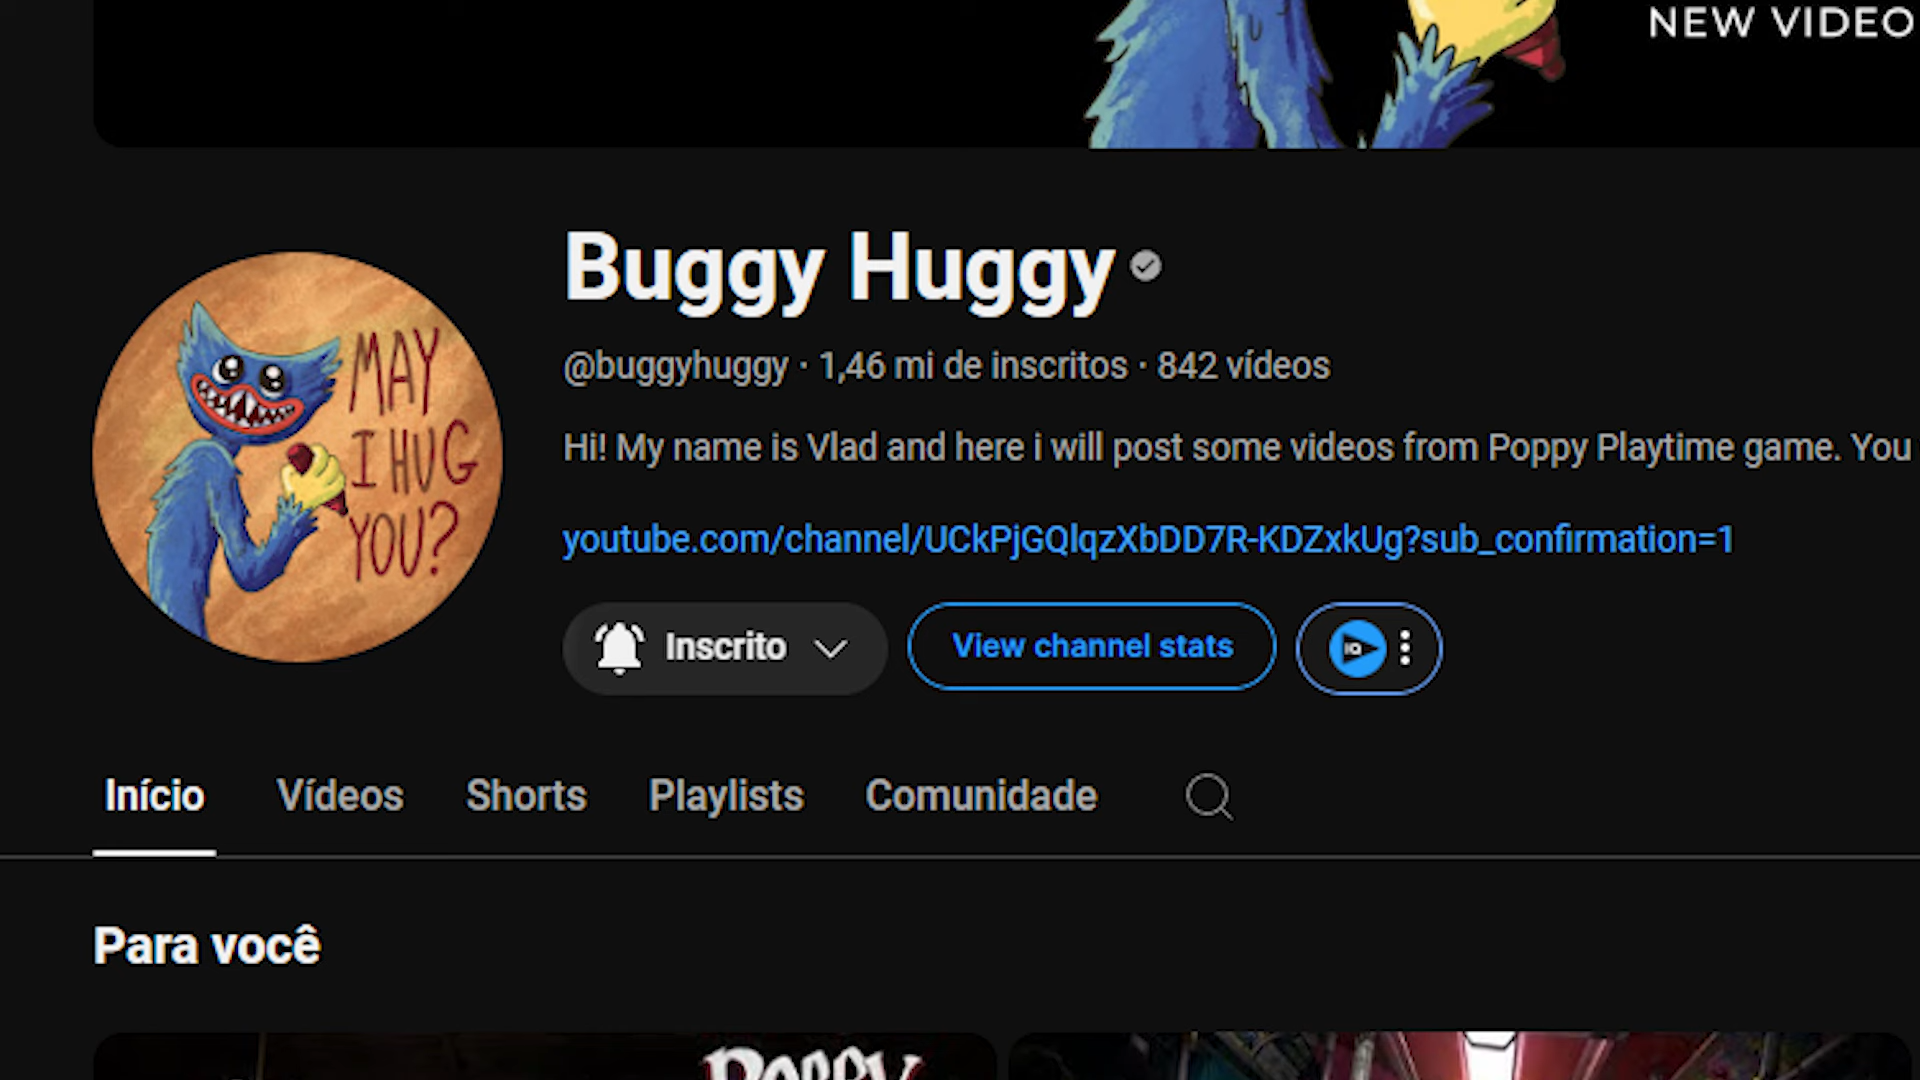 NEW VIDEO
Buggy Huggy
@buggyhuggy · 1,46 mi de inscritos · 842 vídeos
Hi! My name is Vlad and here i will post some videos from Poppy Playtime game. You
youtube.com/channel/UCkPjGQlqzXbDD7R-KDZxkUg?sub_confirmation=1
MAY
I HUG
YOU?
Inscrito
View channel stats
IQ
Início
Vídeos
Shorts
Playlists
Comunidade
Para você
POPPY